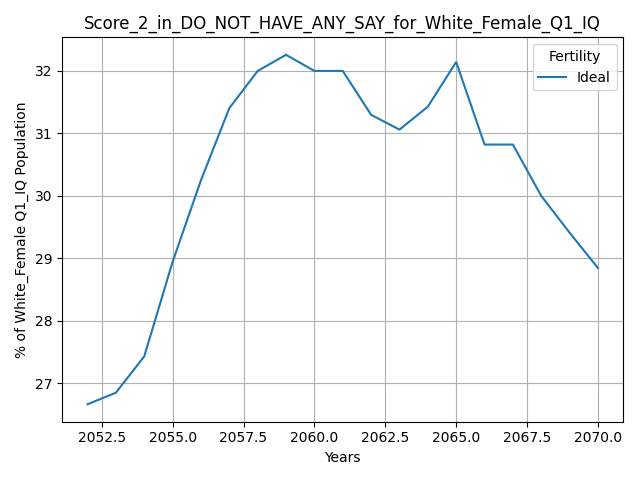 Score_2_in_DO_NOT_HAVE_ANY_SAY_for_White_Female_Q1_IQ
Fertility
Ideal
% of White_Female Q1_IQ Population
32
31
30
29
28
27
2052.5 2055.0 2057.5 2060.0 2062.5 2065.0 2067.5 2070.0
Years